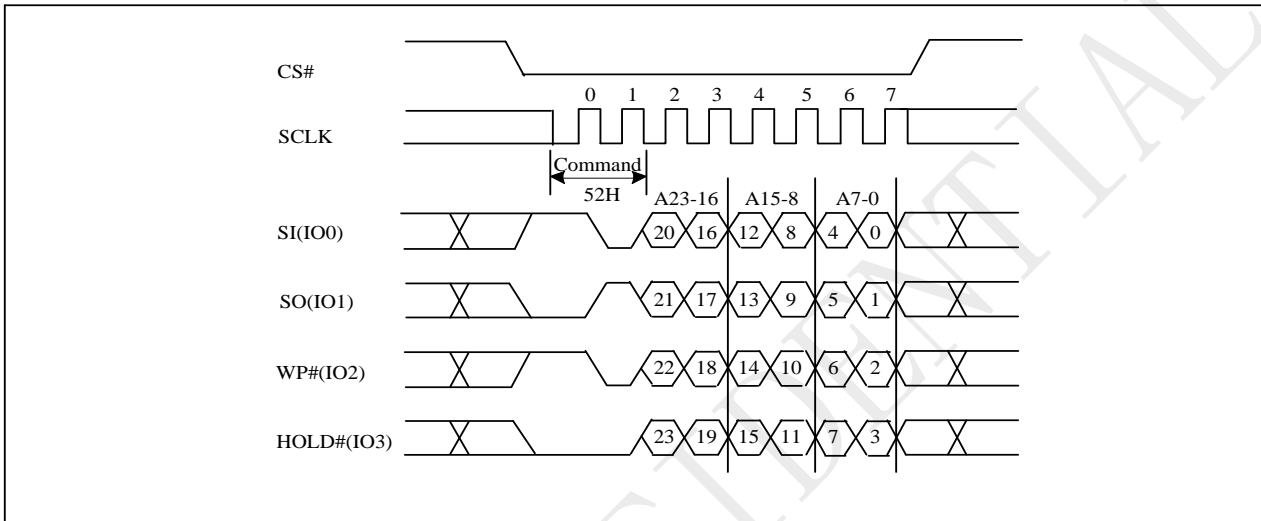 CS#
0 1 2 3 4 5 6 7
SCLK
Command
52H
A23-16 A15-8 A7-0
SI(IO0) 20 16 12 8 4 0
SO(IO1) 21 17 13 9 5 1
WP#(IO2) 22 18 14 10 6 2
HOLD#(IO3) 23 19 15 11 7 3